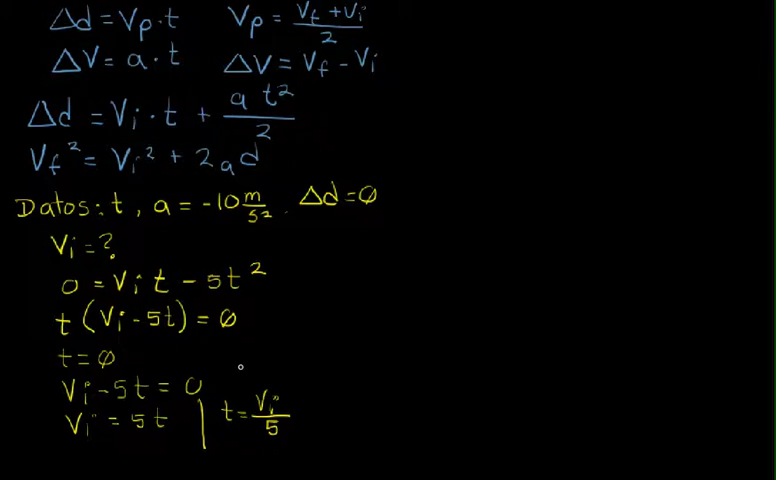 Δd = Vp · t    Vp = (Vf + Vi)/2
ΔV = a · t    ΔV = Vf - Vi
Δd = Vi · t + a t²/2
Vf² = Vi² + 2ad
Datos: t, a = -10 m/s², Δd = 0
Vi = ?
0 = Vi t - 5t²
t (Vi - 5t) = 0
t = 0
Vi - 5t = 0
Vi = 5t | t = Vi/5